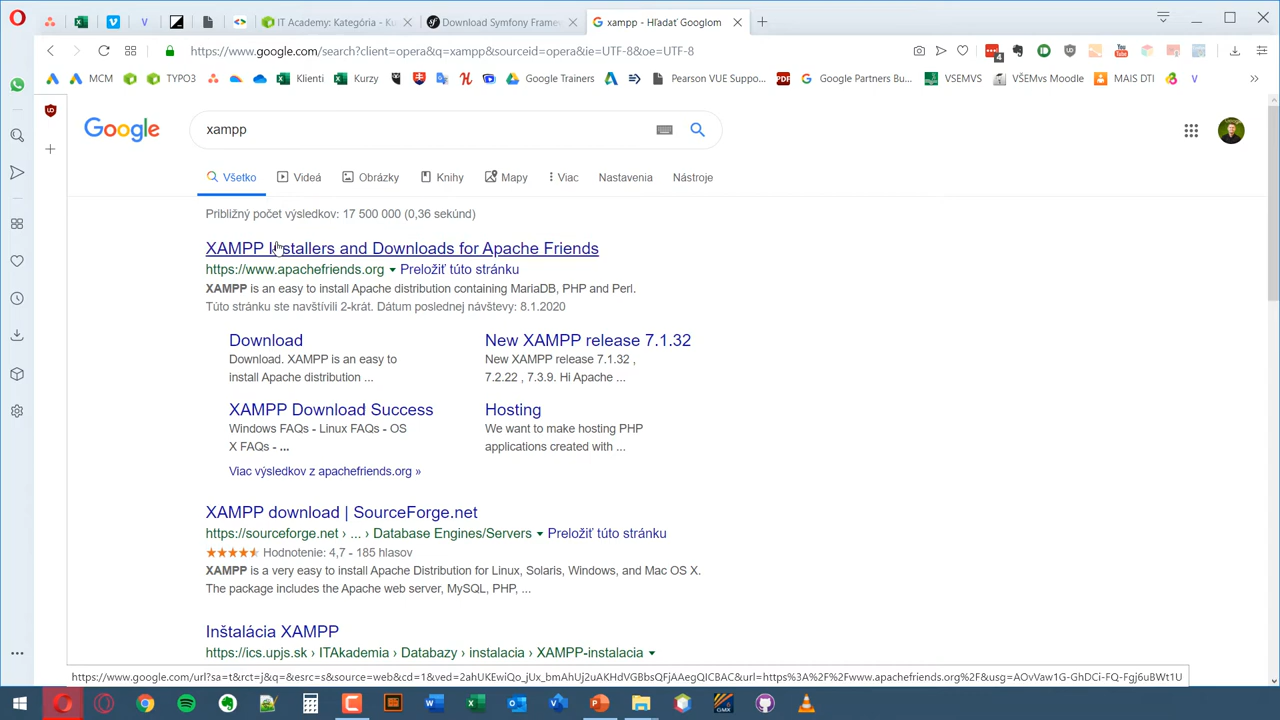 IT Academy: Kategória - Ku
Download Symfony Frame
xampp - Hľadať Googlom
https://www.google.com/search?client=opera&q=xampp&sourceid=opera&ie=UTF-8&oe=UTF-8
4
MCM
TYPO3
Klienti
Kurzy
Google Trainers
Pearson VUE Suppo...
PDF
Google Partners Bu...
VSEMVS
VŠEMvs Moodle
MAIS DTI
Google
xampp
Všetko
Videá
Obrázky
Knihy
Mapy
Viac
Nastavenia
Nástroje
Približný počet výsledkov: 17 500 000 (0,36 sekúnd)
XAMPP Installers and Downloads for Apache Friends
https://www.apachefriends.org Preložiť túto stránku
XAMPP is an easy to install Apache distribution containing MariaDB, PHP and Perl.
Túto stránku ste navštívili 2-krát. Dátum poslednej návštevy: 8.1.2020
Download
Download. XAMPP is an easy to
install Apache distribution ...
New XAMPP release 7.1.32
New XAMPP release 7.1.32 ,
7.2.22 , 7.3.9. Hi Apache ...
XAMPP Download Success
Windows FAQs - Linux FAQs - OS
X FAQs - ...
Hosting
We want to make hosting PHP
applications created with ...
Viac výsledkov z apachefriends.org »
XAMPP download | SourceForge.net
https://sourceforge.net › ... › Database Engines/Servers Preložiť túto stránku
Hodnotenie: 4,7 - 185 hlasov
XAMPP is a very easy to install Apache Distribution for Linux, Solaris, Windows, and Mac OS X.
The package includes the Apache web server, MySQL, PHP, ...
Inštalácia XAMPP
https://ics.upjs.sk › ITAkademia › Databazy › instalacia › XAMPP-instalacia